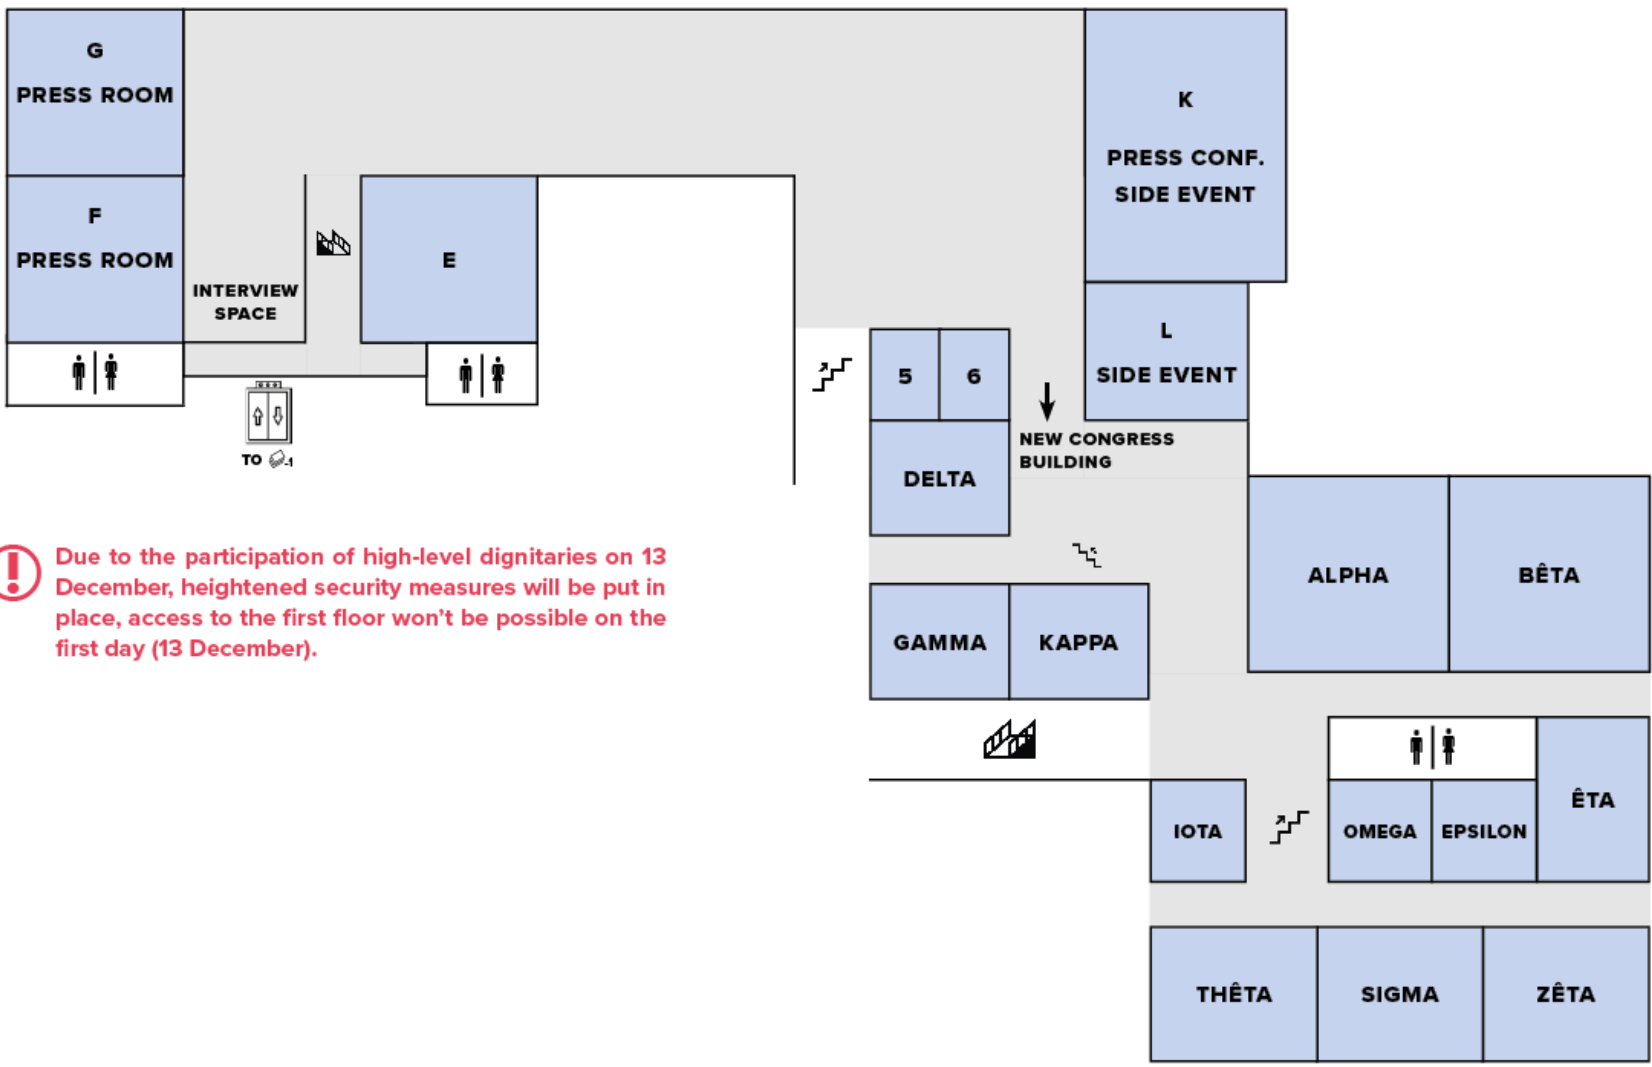 G
PRESS ROOM
F
PRESS ROOM
INTERVIEW
SPACE
E
TO -1
K
PRESS CONF.
SIDE EVENT
L
SIDE EVENT
5
6
DELTA
NEW CONGRESS
BUILDING
Due to the participation of high-level dignitaries on 13
December, heightened security measures will be put in
place, access to the first floor won't be possible on the
first day (13 December).
ALPHA
BÊTA
GAMMA
KAPPA
IOTA
OMEGA
EPSILON
ÊTA
THÊTA
SIGMA
ZÊTA